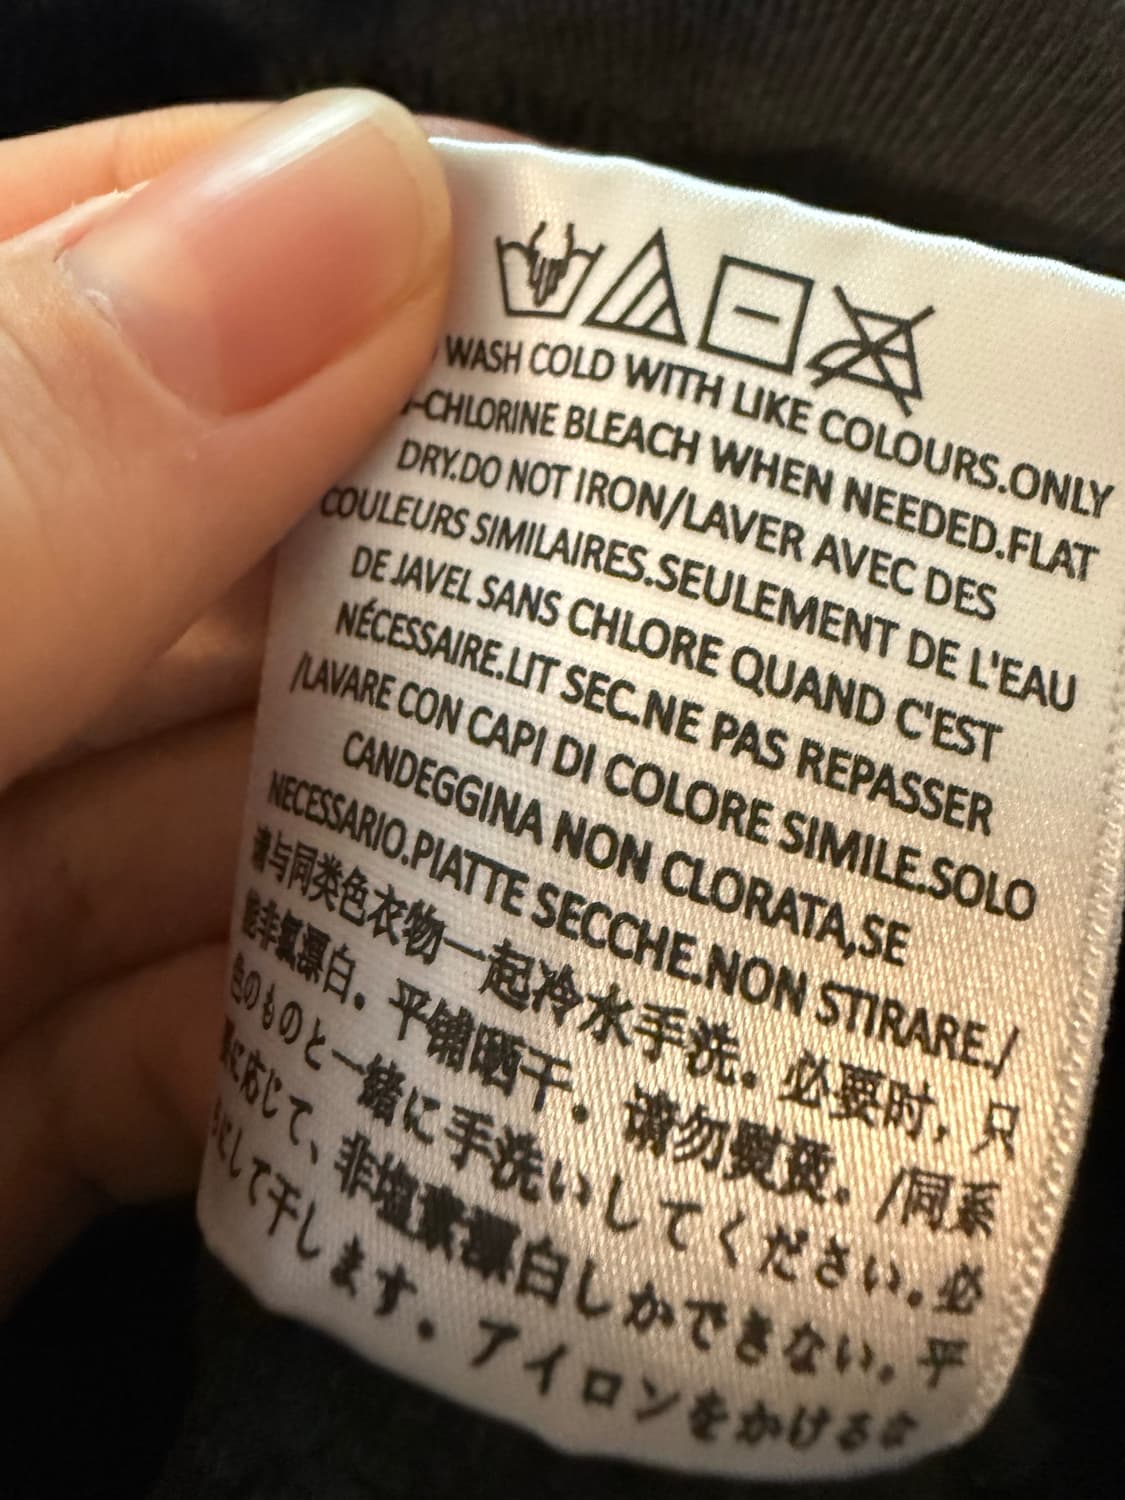 WASH COLD WITH LIKE COLOURS.ONLY
-CHLORINE BLEACH WHEN NEEDED.FLAT
DRY.DO NOT IRON/LAVER AVEC DES
COULEURS SIMILAIRES.SEULEMENT DE L'EAU
DE JAVEL SANS CHLORE QUAND C'EST
NÉCESSAIRE.LIT SEC.NE PAS REPASSER
/LAVARE CON CAPI DI COLORE SIMILE.SOLO
CANDEGGINA NON CLORATA,SE
NECESSARIO.PIATTE SECCHE.NON STIRARE./
请与同类色衣物一起冷水手洗。必要时，只
能非氯漂白。平铺晒干。请勿熨烫。/同系
色のものと一緒に手洗いしてください。必
要に応じて、非塩素漂白しかできない。平
らにして干します。アイロンをかけるな